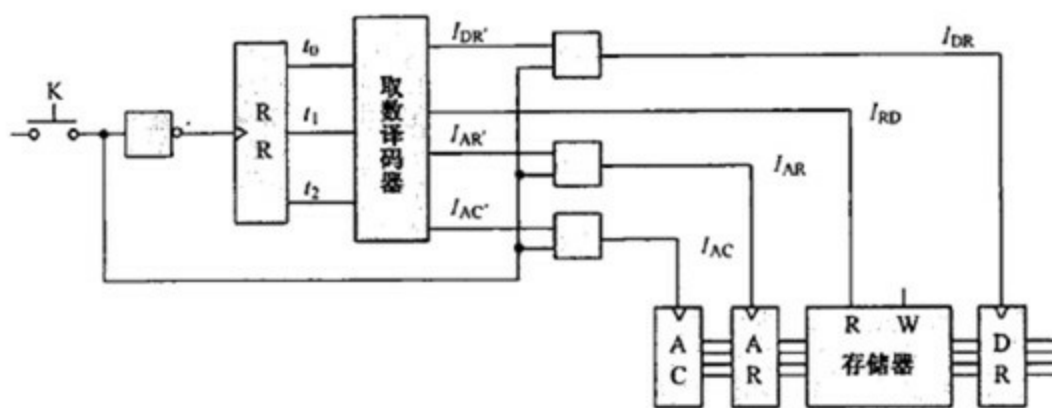 K
R
R
t0
t1
t2
取
数
译
码
器
IDR'
IAR'
IAC'
IDR
IRD
IAR
IAC
A
C
A
R
R W
存储器
D
R